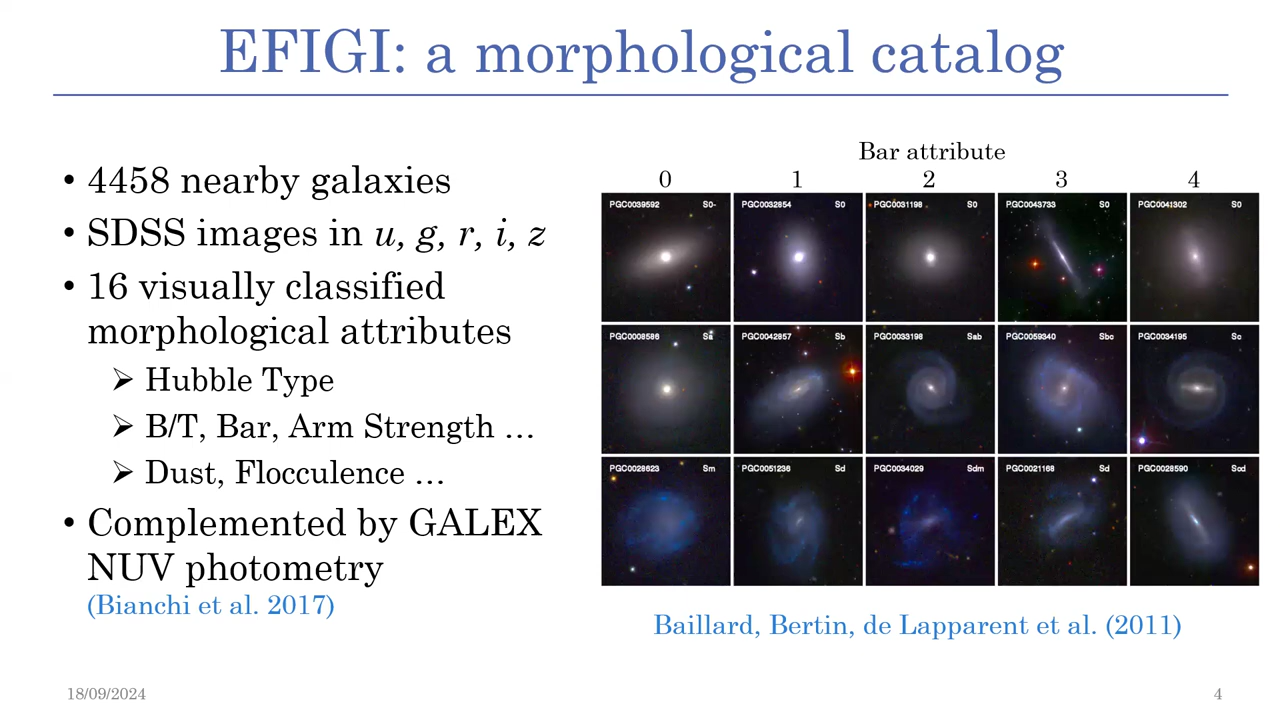 EFIGI: a morphological catalog
• 4458 nearby galaxies
• SDSS images in u, g, r, i, z
• 16 visually classified
morphological attributes
➢ Hubble Type
➢ B/T, Bar, Arm Strength …
➢ Dust, Flocculence …
• Complemented by GALEX
NUV photometry
(Bianchi et al. 2017)
Bar attribute
0 1 2 3 4
PGC0039592 S0- PGC0032854 S0 PGC0031198 S0 PGC0043733 S0 PGC0041302 S0
PGC0008586 Sa PGC0042857 Sb PGC0033198 Sab PGC0059340 Sbc PGC0034195 Sc
PGC0028623 Sm PGC0051236 Sd PGC0034029 Sdm PGC0021168 Sd PGC0028590 Scd
Baillard, Bertin, de Lapparent et al. (2011)
18/09/2024
4